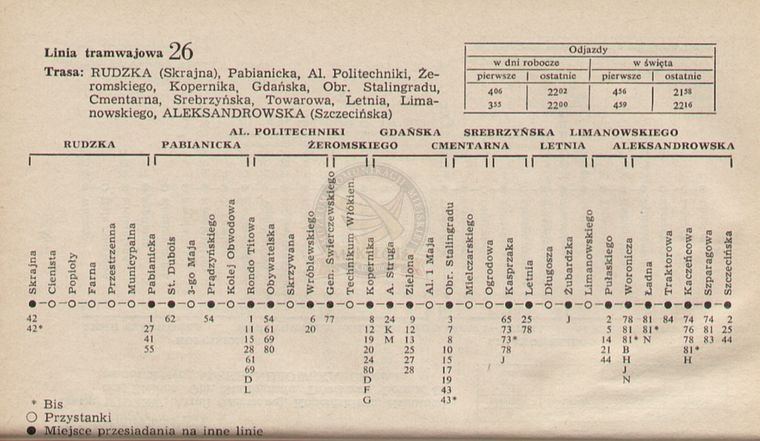 Linia tramwajowa 26
Trasa: RUDZKA (Skrajna), Pabianicka, Al. Politechniki, Że-
romskiego, Kopernika, Gdańska, Obr. Stalingradu,
Cmentarna, Srebrzyńska, Towarowa, Letnia, Lima-
nowskiego, ALEKSANDROWSKA (Szczecińska)
Odjazdy
w dni robocze w święta
pierwsze ostatnie pierwsze ostatnie
4⁰⁶ 22⁰² 4⁵⁶ 21⁵⁸
3⁵⁵ 22⁰⁰ 4⁵⁹ 22¹⁶
AL. POLITECHNIKI GDAŃSKA SREBRZYŃSKA LIMANOWSKIEGO
RUDZKA PABIANICKA ŻEROMSKIEGO CMENTARNA LETNIA ALEKSANDROWSKA
Skrajna
Cienista
Popioły
Farna
Przestrzenna
Municypalna
Pabianicka
St. Dubois
3-go Maja
Prądzyńskiego
Kolej Obwodowa
Rondo Titowa
Obywatelska
Skrzywana
Wróblewskiego
Gen. Świerczewskiego
Technikum Włókien.
Kopernika
A. Struga
Zielona
Al. 1 Maja
Obr. Stalingradu
Mielczarskiego
Ogrodowa
Kasprzaka
Letnia
Długosza
Żubardzka
Limanowskiego
Pułaskiego
Woronicza
Ładna
Traktorowa
Kaczeńcowa
Szparagowa
Szczecińska
42 1 62 54 1 54 6 77 8 24 9 3 65 25 J 2 78 81 84 74 74 2
42* 27 11 61 20 12 K 12 7 73 78 5 81 81* 76 81 25
41 15 69 19 M 13 8 73* 14 81* N 78 83 44
55 28 80 20 25 10 78 21 B 81*
61 24 27 15 J 44 H H
69 80 28 17 J
D D 19 N
L F 43
G 43*
* Bis
○ Przystanki
● Miejsce przesiadania na inne linie